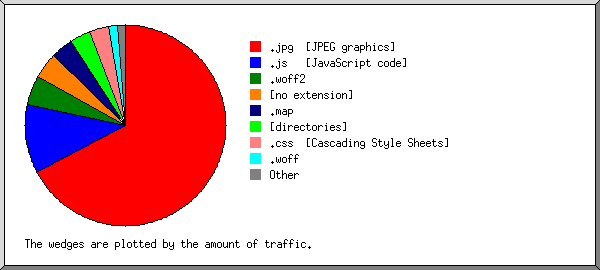 .jpg [JPEG graphics]
.js [JavaScript code]
.woff2
[no extension]
.map
[directories]
.css [Cascading Style Sheets]
.woff
Other
The wedges are plotted by the amount of traffic.